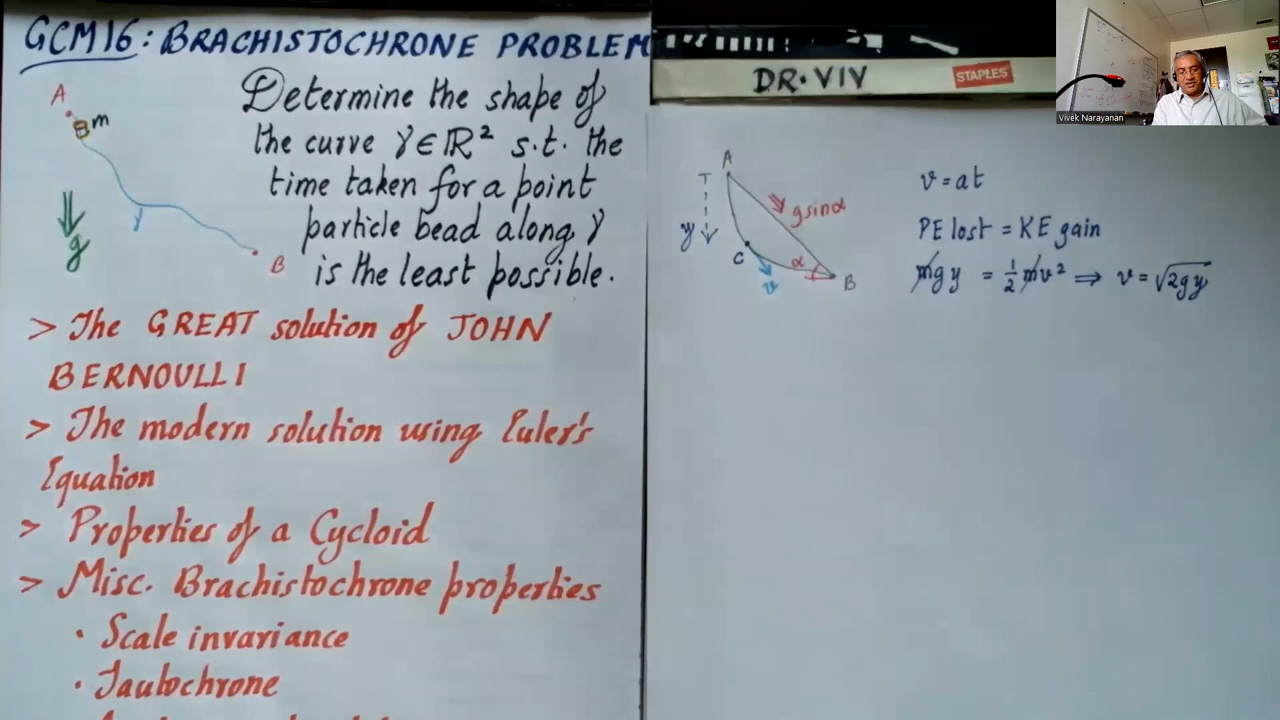 GCM16: BRACHISTOCHRONE PROBLEM
A
m
g
γ
B
Determine the shape of
the curve γ∈ℝ² s.t. the
time taken for a point
particle bead along γ
is the least possible.
> The GREAT solution of JOHN
BERNOULLI
> The modern solution using Euler's
Equation
> Properties of a Cycloid
> Misc. Brachistochrone properties
· Scale invariance
· Tautochrone
DR·VIV
STAPLES
A
g sinα
y
C
v
α
B
v = at
PE lost = KE gain
mgy = ½mv² ⇒ v = √2gy
Vivek Narayanan